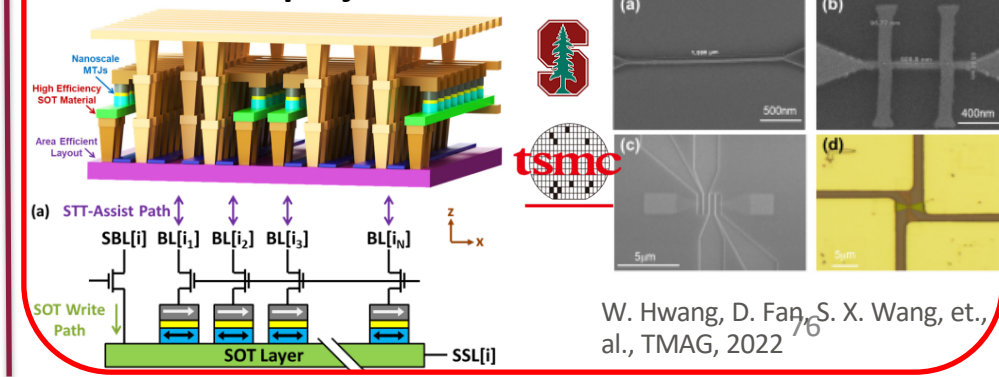 Nanoscale
MTJs
High Efficiency
SOT Material
Area Efficient
Layout
(a)
STT-Assist Path
z
x
SBL[i] BL[i₁] BL[i₂] BL[i₃] BL[iN]
SOT Write
Path
SOT Layer
SSL[i]
S
tsmc
(a)
500nm
(b)
400nm
(c)
5μm
(d)
5μm
W. Hwang, D. Fan, S. X. Wang, et.,
al., TMAG, 2022
76